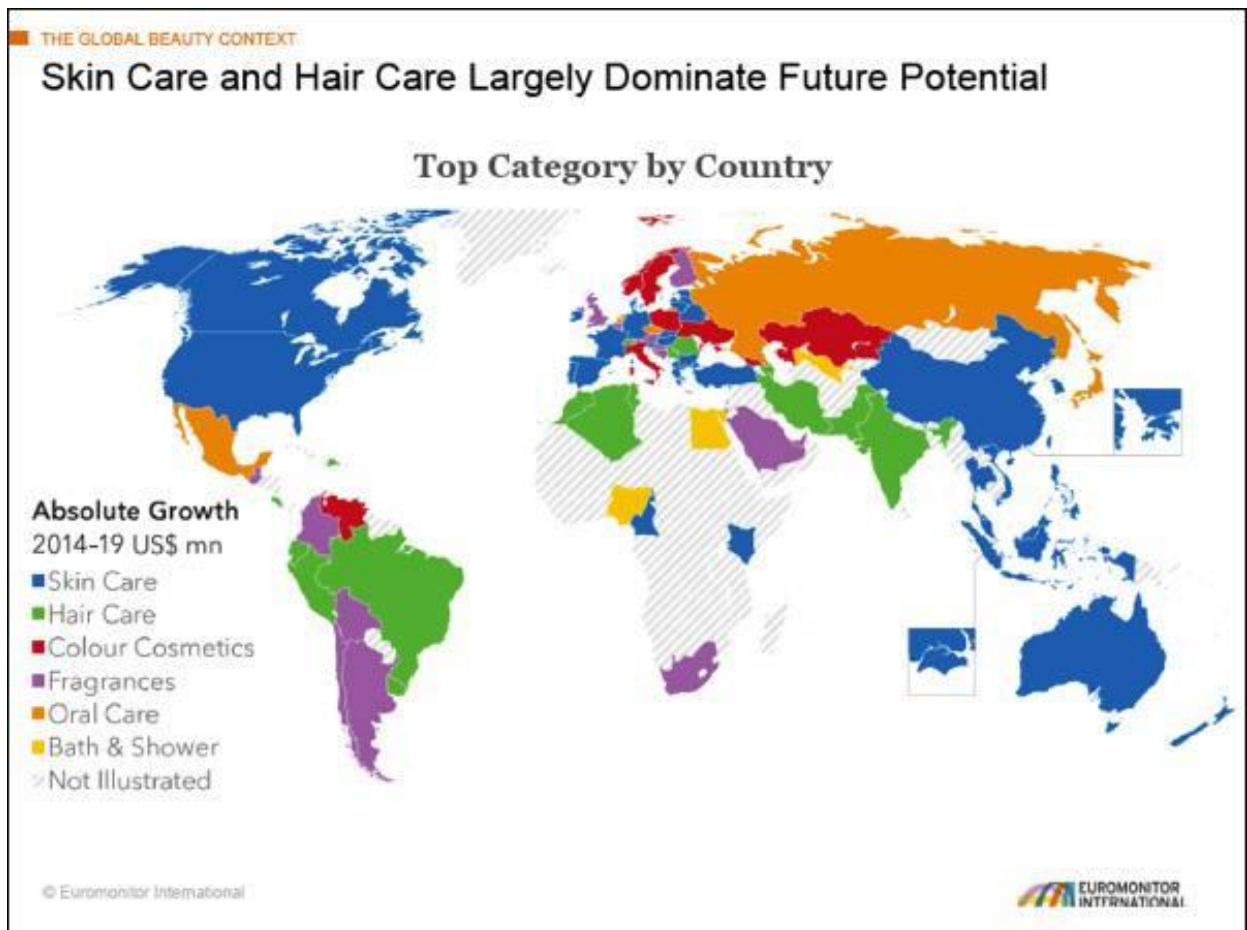 THE GLOBAL BEAUTY CONTEXT
Skin Care and Hair Care Largely Dominate Future Potential
Top Category by Country
Absolute Growth
2014-19 US$ mn
Skin Care
Hair Care
Colour Cosmetics
Fragrances
Oral Care
Bath & Shower
Not Illustrated
© Euromonitor International
EUROMONITOR
INTERNATIONAL